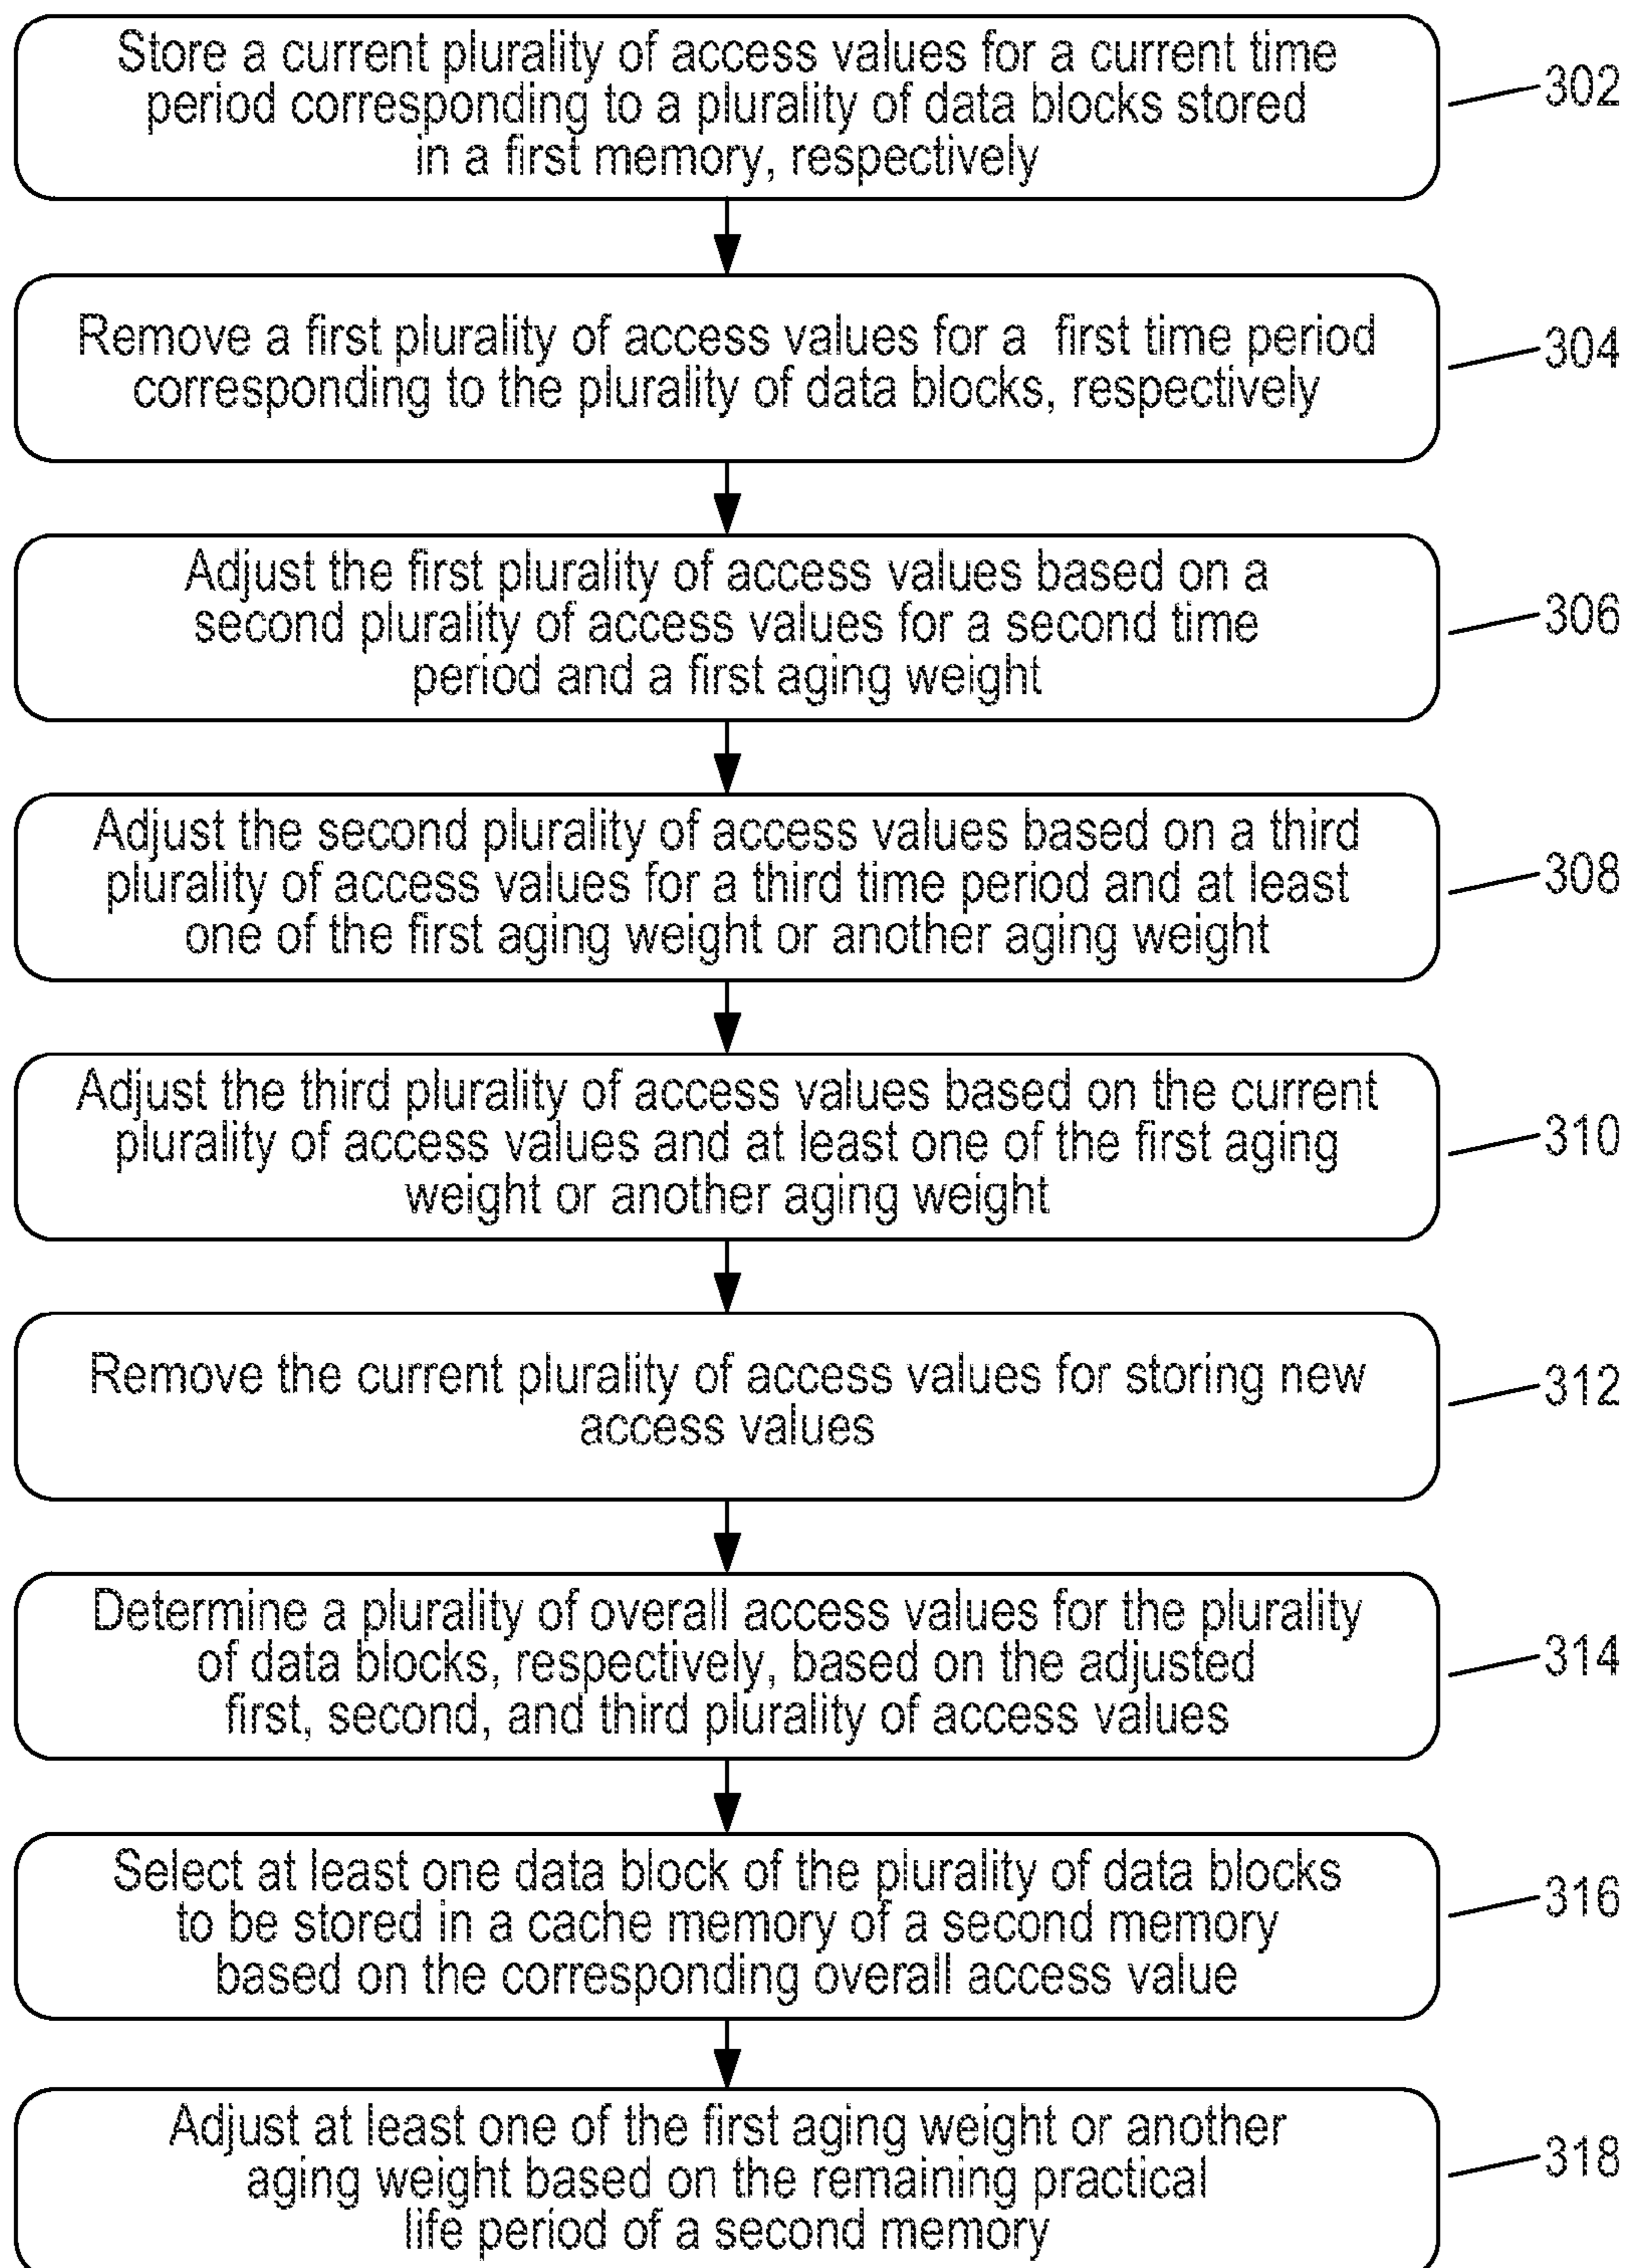 Store a current plurality of access values for a current time
period corresponding to a plurality of data blocks stored
in a first memory, respectively
302
Remove a first plurality of access values for a first time period
corresponding to the plurality of data blocks, respectively
304
Adjust the first plurality of access values based on a
second plurality of access values for a second time
period and a first aging weight
306
Adjust the second plurality of access values based on a third
plurality of access values for a third time period and at least
one of the first aging weight or another aging weight
308
Adjust the third plurality of access values based on the current
plurality of access values and at least one of the first aging
weight or another aging weight
310
Remove the current plurality of access values for storing new
access values
312
Determine a plurality of overall access values for the plurality
of data blocks, respectively, based on the adjusted
first, second, and third plurality of access values
314
Select at least one data block of the plurality of data blocks
to be stored in a cache memory of a second memory
based on the corresponding overall access value
316
Adjust at least one of the first aging weight or another
aging weight based on the remaining practical
life period of a second memory
318